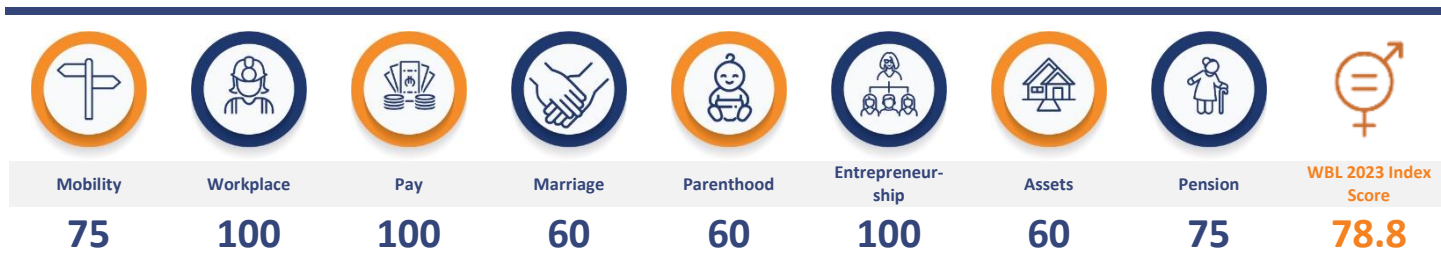 Mobility
Workplace
Pay
Marriage
Parenthood
Entrepreneur-
ship
Assets
Pension
WBL 2023 Index
Score
75
100
100
60
60
100
60
75
78.8